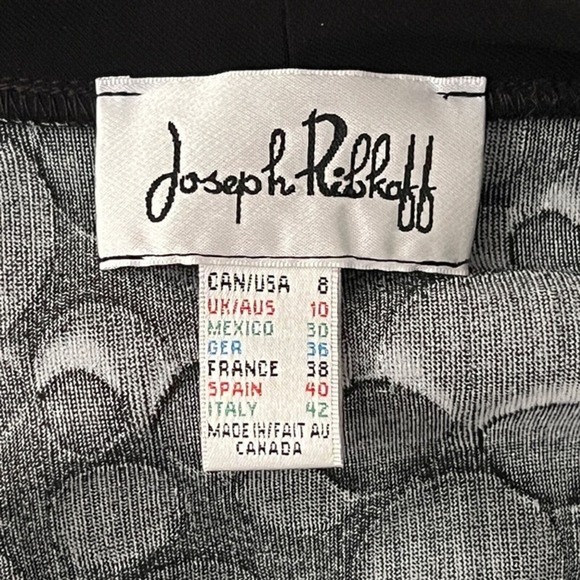 Joseph Ribkoff
CAN/USA 8
UK/AUS 10
MEXICO 30
GER 36
FRANCE 38
SPAIN 40
ITALY 42
MADE IN/FAIT AU
CANADA